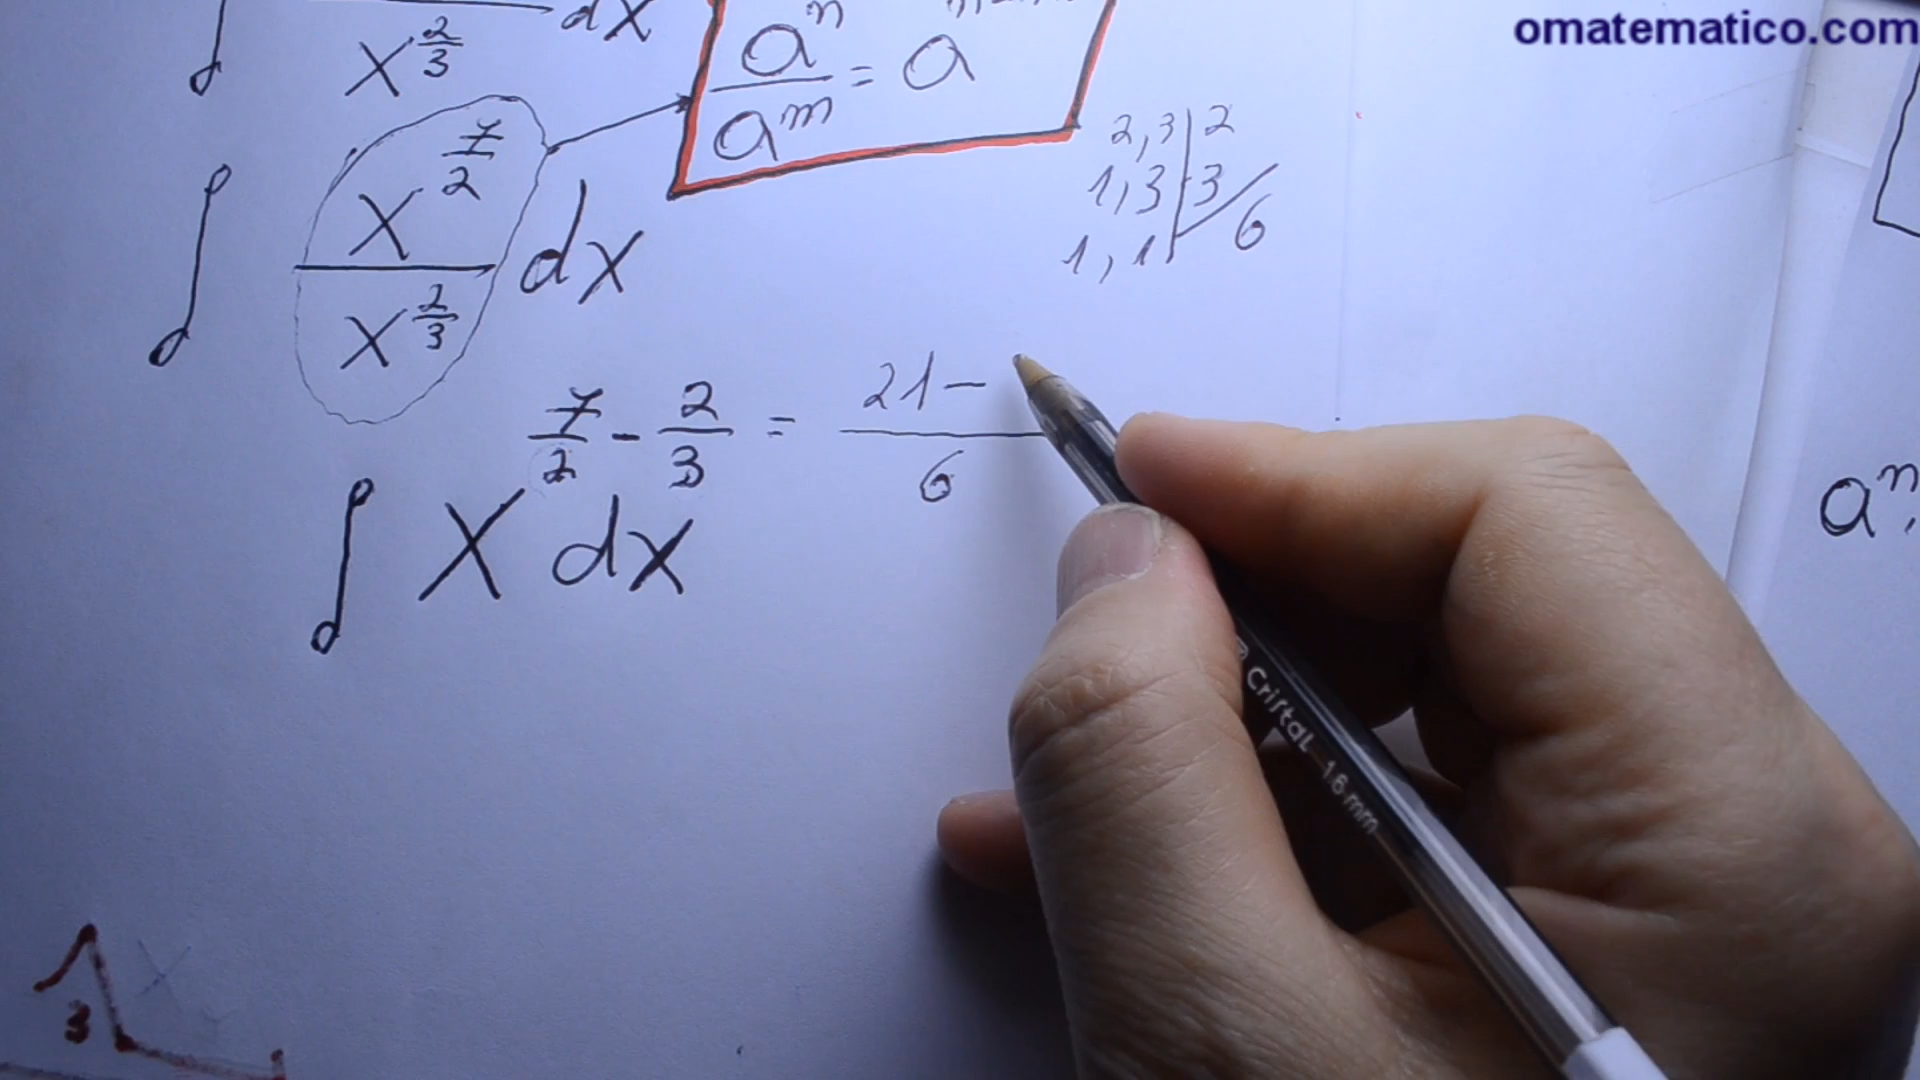 omatematico.com
∫ ── dx
x^(2/3)
a^n/a^m = a
2,3 | 2
1,3 | 3
1,1 | 6
∫ x^(7/2)/x^(2/3) dx
7/2 - 2/3 = 21 - / 6
∫ x dx
a^n.
3
CriStaL 1.6 mm